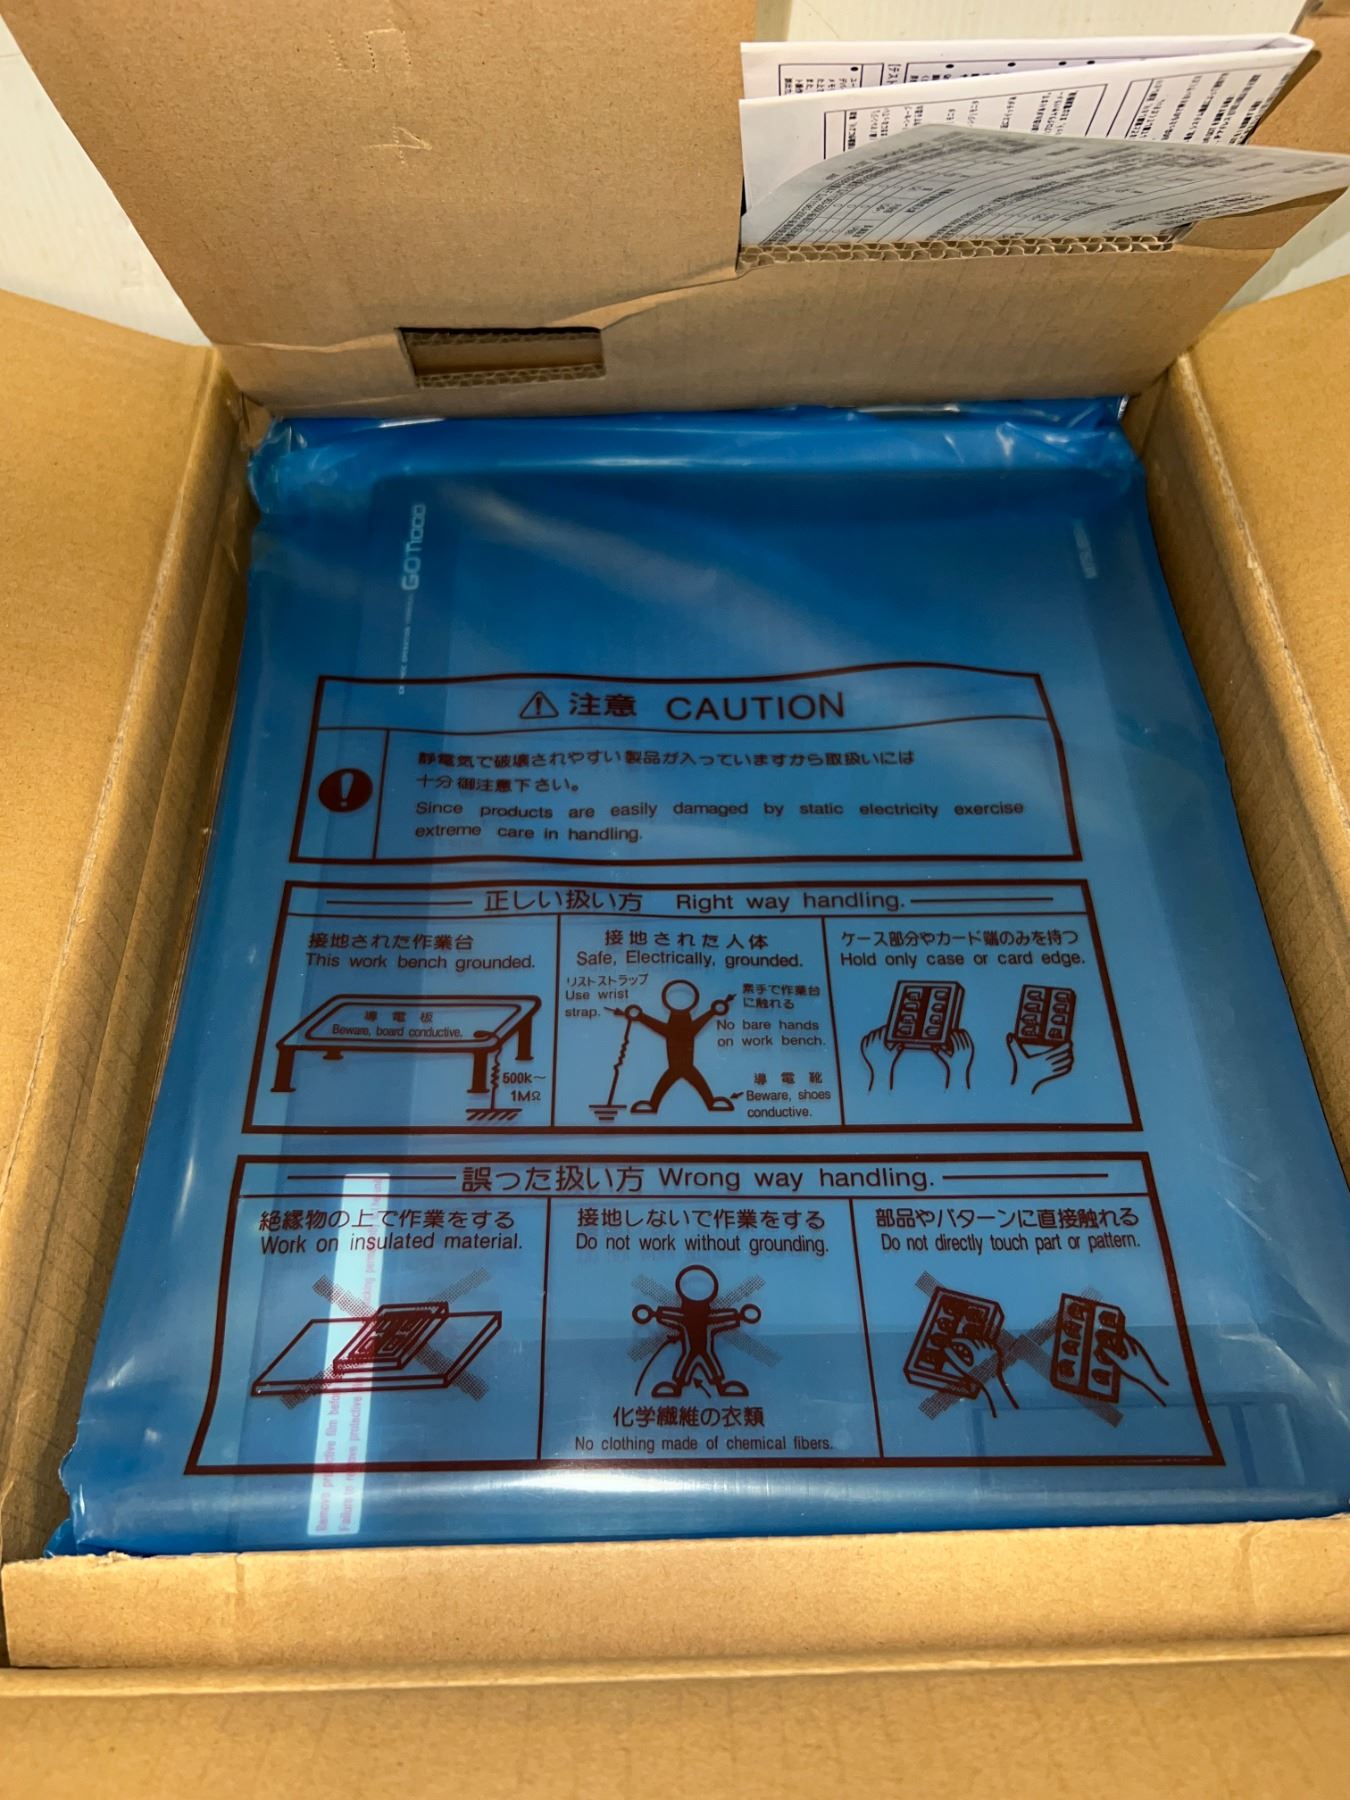 GOT1000
注意 CAUTION
静電気で破壊されやすい製品が入っていますから取扱いには
十分御注意下さい。
Since products are easily damaged by static electricity exercise
extreme care in handling.
正しい扱い方 Right way handling.
接地された作業台
This work bench grounded.
導電板
Beware, board conductive.
500k~
1MΩ
接地された人体
Safe, Electrically, grounded.
リストストラップ
Use wrist
strap.
素手で作業台
に触れる
No bare hands
on work bench.
導電靴
Beware, shoes
conductive.
ケース部分やカード端のみを持つ
Hold only case or card edge.
誤った扱い方 Wrong way handling.
絶縁物の上で作業をする
Work on insulated material.
接地しないで作業をする
Do not work without grounding.
化学繊維の衣類
No clothing made of chemical fibers.
部品やパターンに直接触れる
Do not directly touch part or pattern.
Remove protective film
Failure to remove protective